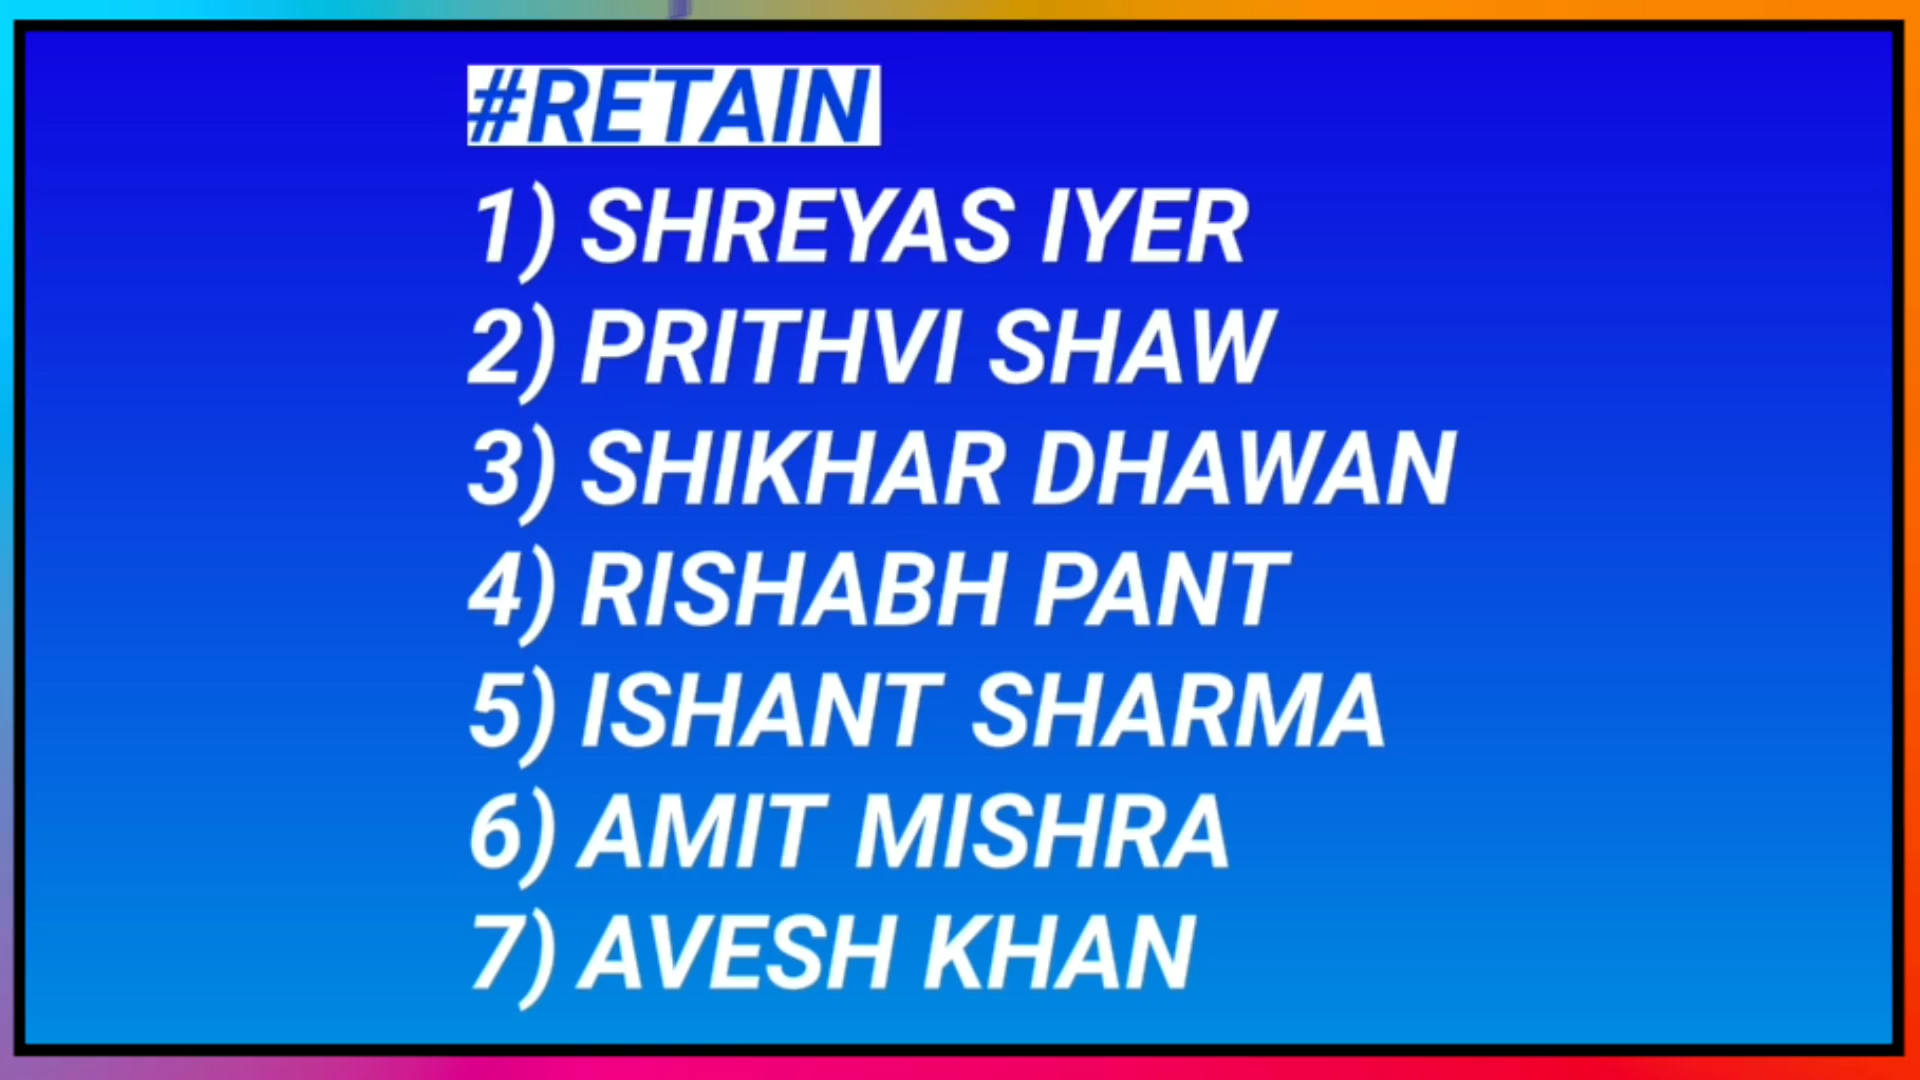 #RETAIN
1) SHREYAS IYER
2) PRITHVI SHAW
3) SHIKHAR DHAWAN
4) RISHABH PANT
5) ISHANT SHARMA
6) AMIT MISHRA
7) AVESH KHAN